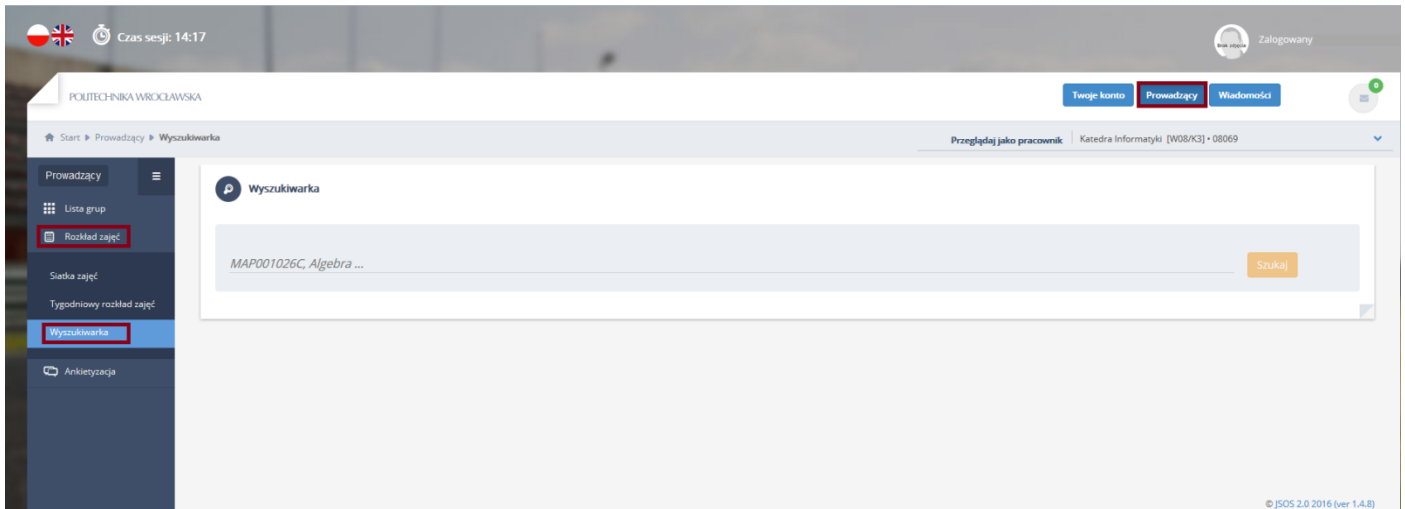 Czas sesji: 14:17
Zalogowany
POLITECHNIKA WROCŁAWSKA
Twoje konto
Prowadzący
Wiadomości
0
Start Prowadzący Wyszukiwarka
Przeglądaj jako pracownik Katedra Informatyki [W08/K3] • 08069
Prowadzący
Wyszukiwarka
Lista grup
Rozkład zajęć
MAP001026C, Algebra ...
Szukaj
Siatka zajęć
Tygodniowy rozkład zajęć
Wyszukiwarka
Ankietyzacja
© JSOS 2.0 2016 (ver 1.4.8)